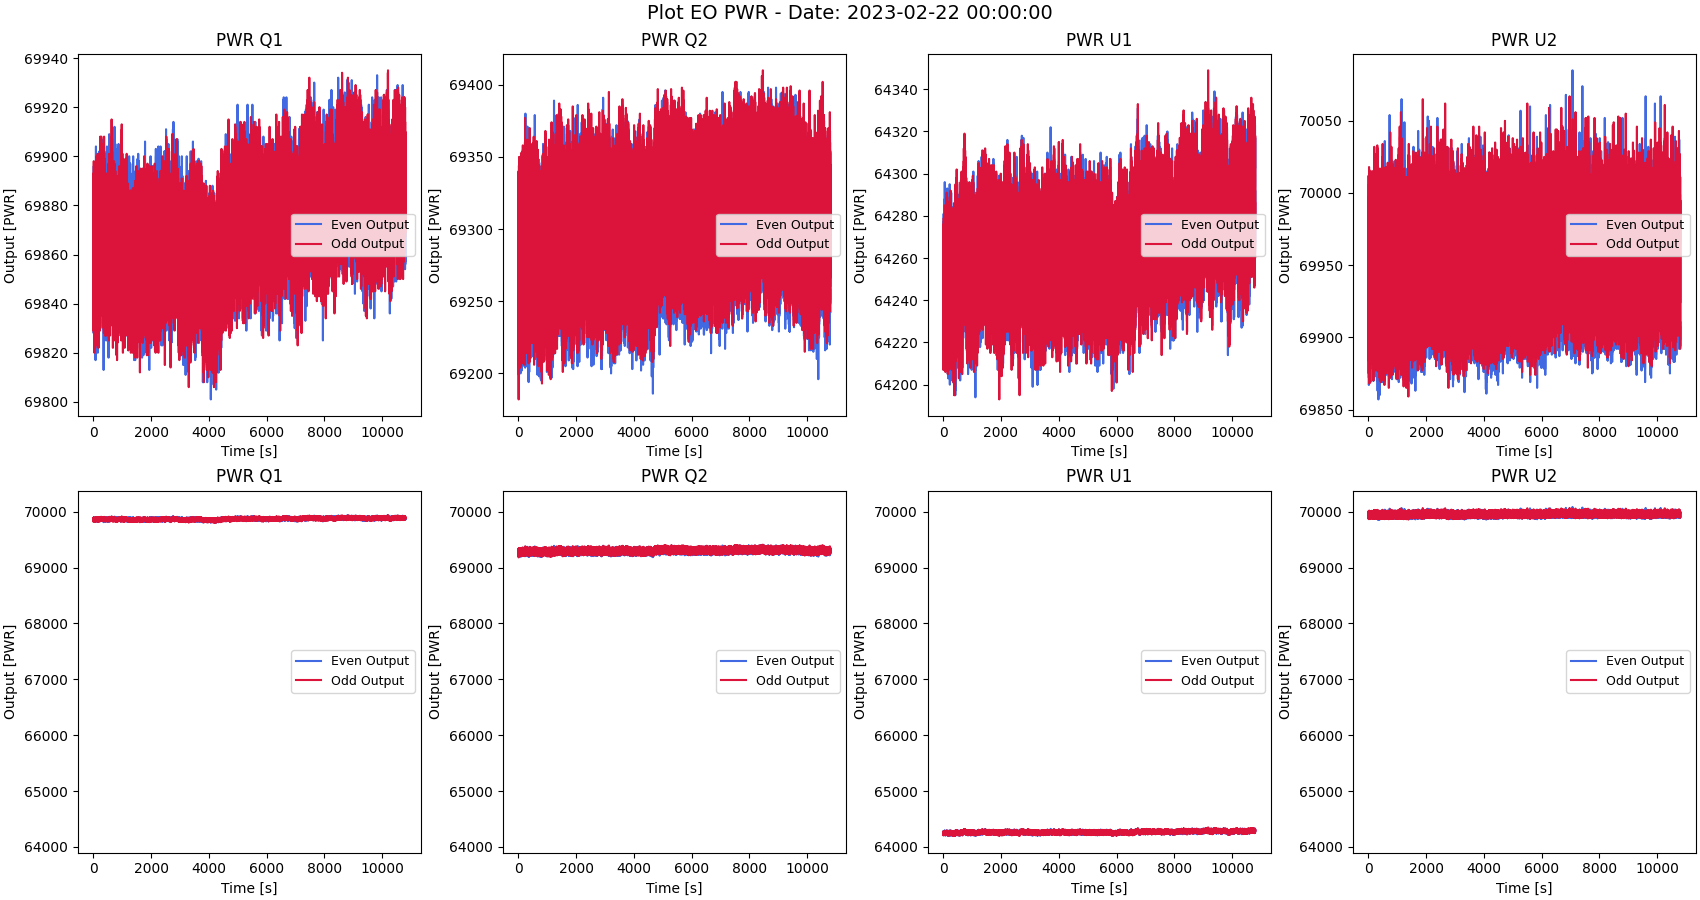 Plot EO PWR - Date: 2023-02-22 00:00:00
PWR Q1
Output [PWR]
69940
69920
69900
69880
69860
69840
69820
69800
0 2000 4000 6000 8000 10000
Time [s]
Even Output
Odd Output
PWR Q2
Output [PWR]
69400
69350
69300
69250
69200
0 2000 4000 6000 8000 10000
Time [s]
Even Output
Odd Output
PWR U1
Output [PWR]
64340
64320
64300
64280
64260
64240
64220
64200
0 2000 4000 6000 8000 10000
Time [s]
Even Output
Odd Output
PWR U2
Output [PWR]
70050
70000
69950
69900
69850
0 2000 4000 6000 8000 10000
Time [s]
Even Output
Odd Output
PWR Q1
Output [PWR]
70000
69000
68000
67000
66000
65000
64000
0 2000 4000 6000 8000 10000
Time [s]
Even Output
Odd Output
PWR Q2
Output [PWR]
70000
69000
68000
67000
66000
65000
64000
0 2000 4000 6000 8000 10000
Time [s]
Even Output
Odd Output
PWR U1
Output [PWR]
70000
69000
68000
67000
66000
65000
64000
0 2000 4000 6000 8000 10000
Time [s]
Even Output
Odd Output
PWR U2
Output [PWR]
70000
69000
68000
67000
66000
65000
64000
0 2000 4000 6000 8000 10000
Time [s]
Even Output
Odd Output